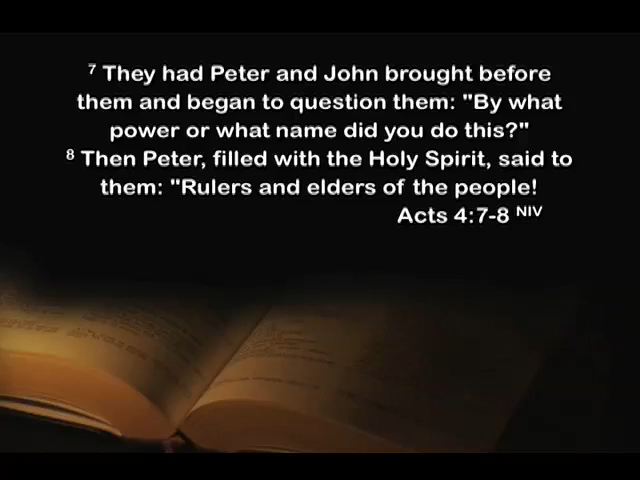 ⁷ They had Peter and John brought before
them and began to question them: "By what
power or what name did you do this?"
⁸ Then Peter, filled with the Holy Spirit, said to
them: "Rulers and elders of the people!
Acts 4:7-8 NIV